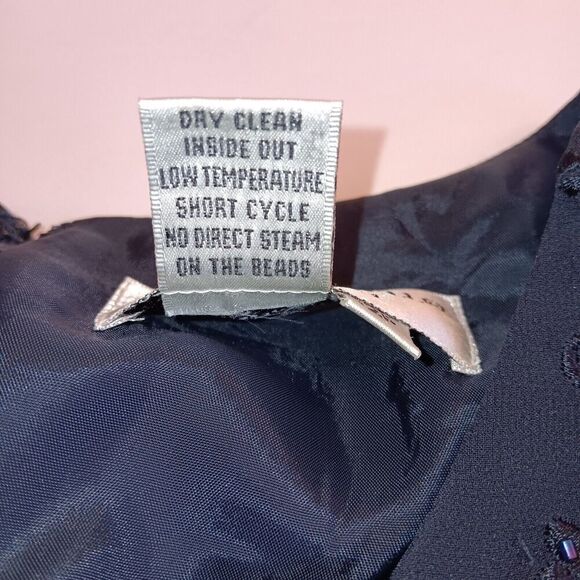 DRY CLEAN
INSIDE OUT
LOW TEMPERATURE
SHORT CYCLE
NO DIRECT STEAM
ON THE BEADS